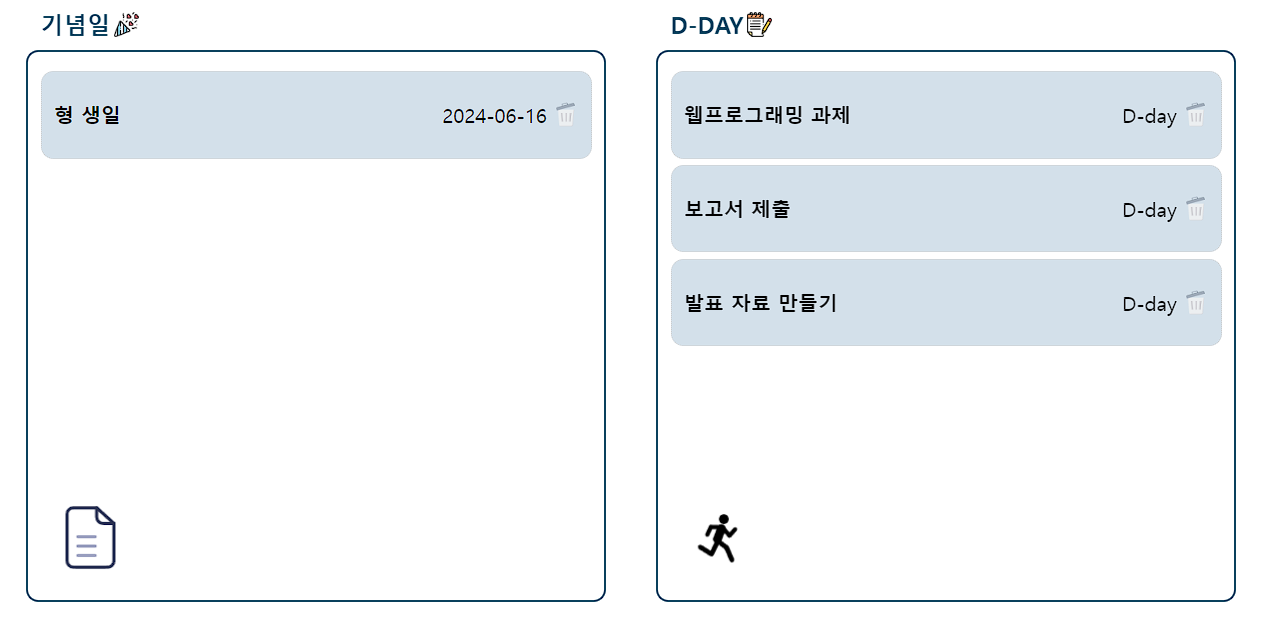 기념일
형 생일 2024-06-16
D-DAY
웹프로그래밍 과제 D-day
보고서 제출 D-day
발표 자료 만들기 D-day